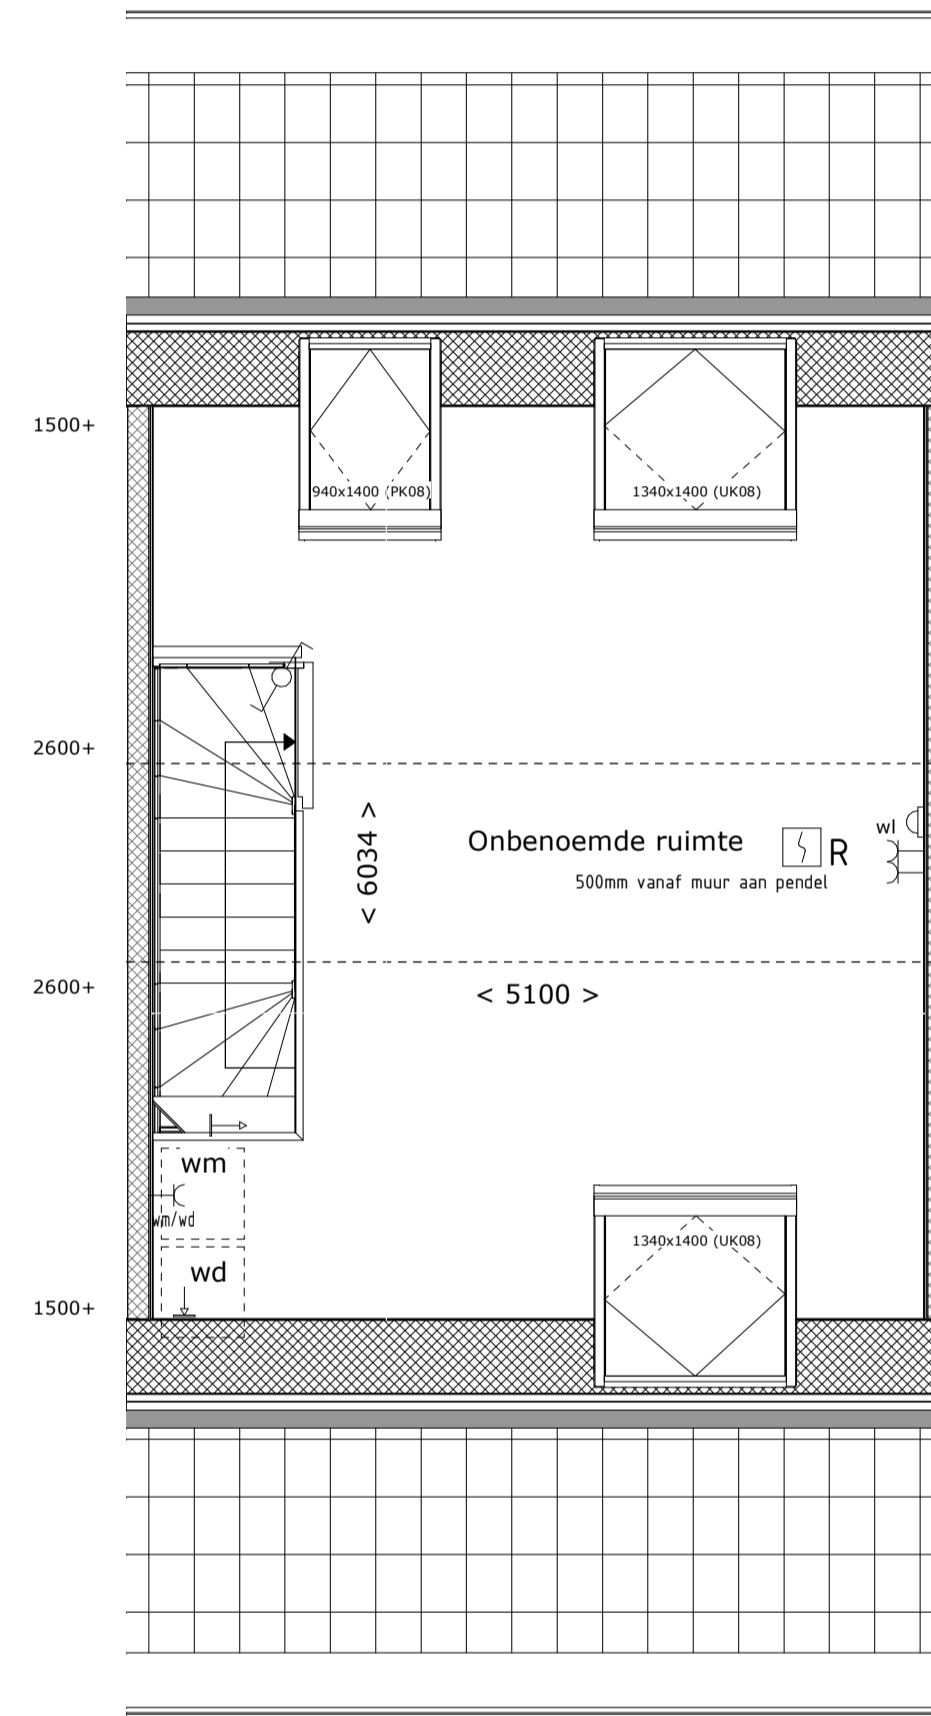 1500+
940x1400 (PK08)
1340x1400 (UK08)
2600+
< 6034 >
Onbenoemde ruimte
R
wl
500mm vanaf muur aan pendel
2600+
< 5100 >
wm
wm/wd
1340x1400 (UK08)
wd
1500+